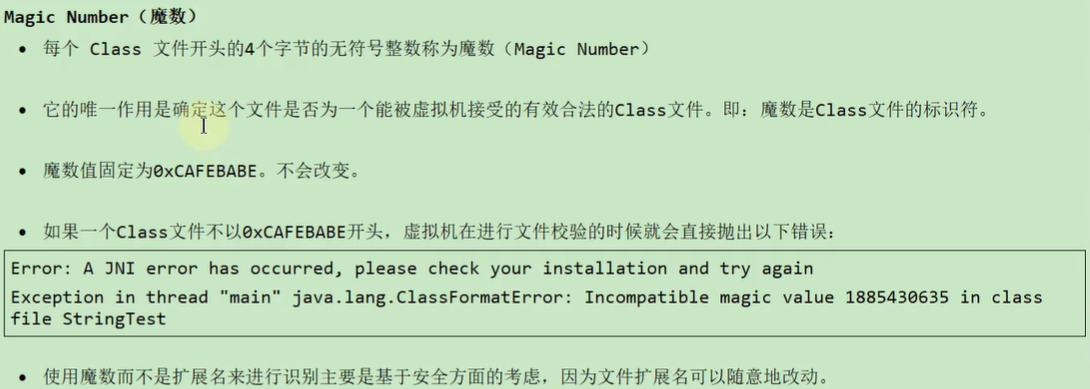 Magic Number（魔数）
• 每个 Class 文件开头的4个字节的无符号整数称为魔数（Magic Number）
• 它的唯一作用是确定这个文件是否为一个能被虚拟机接受的有效合法的Class文件。即：魔数是Class文件的标识符。
• 魔数值固定为0xCAFEBABE。不会改变。
• 如果一个Class文件不以0xCAFEBABE开头，虚拟机在进行文件校验的时候就会直接抛出以下错误：
Error: A JNI error has occurred, please check your installation and try again
Exception in thread "main" java.lang.ClassFormatError: Incompatible magic value 1885430635 in class
file StringTest
• 使用魔数而不是扩展名来进行识别主要是基于安全方面的考虑，因为文件扩展名可以随意地改动。